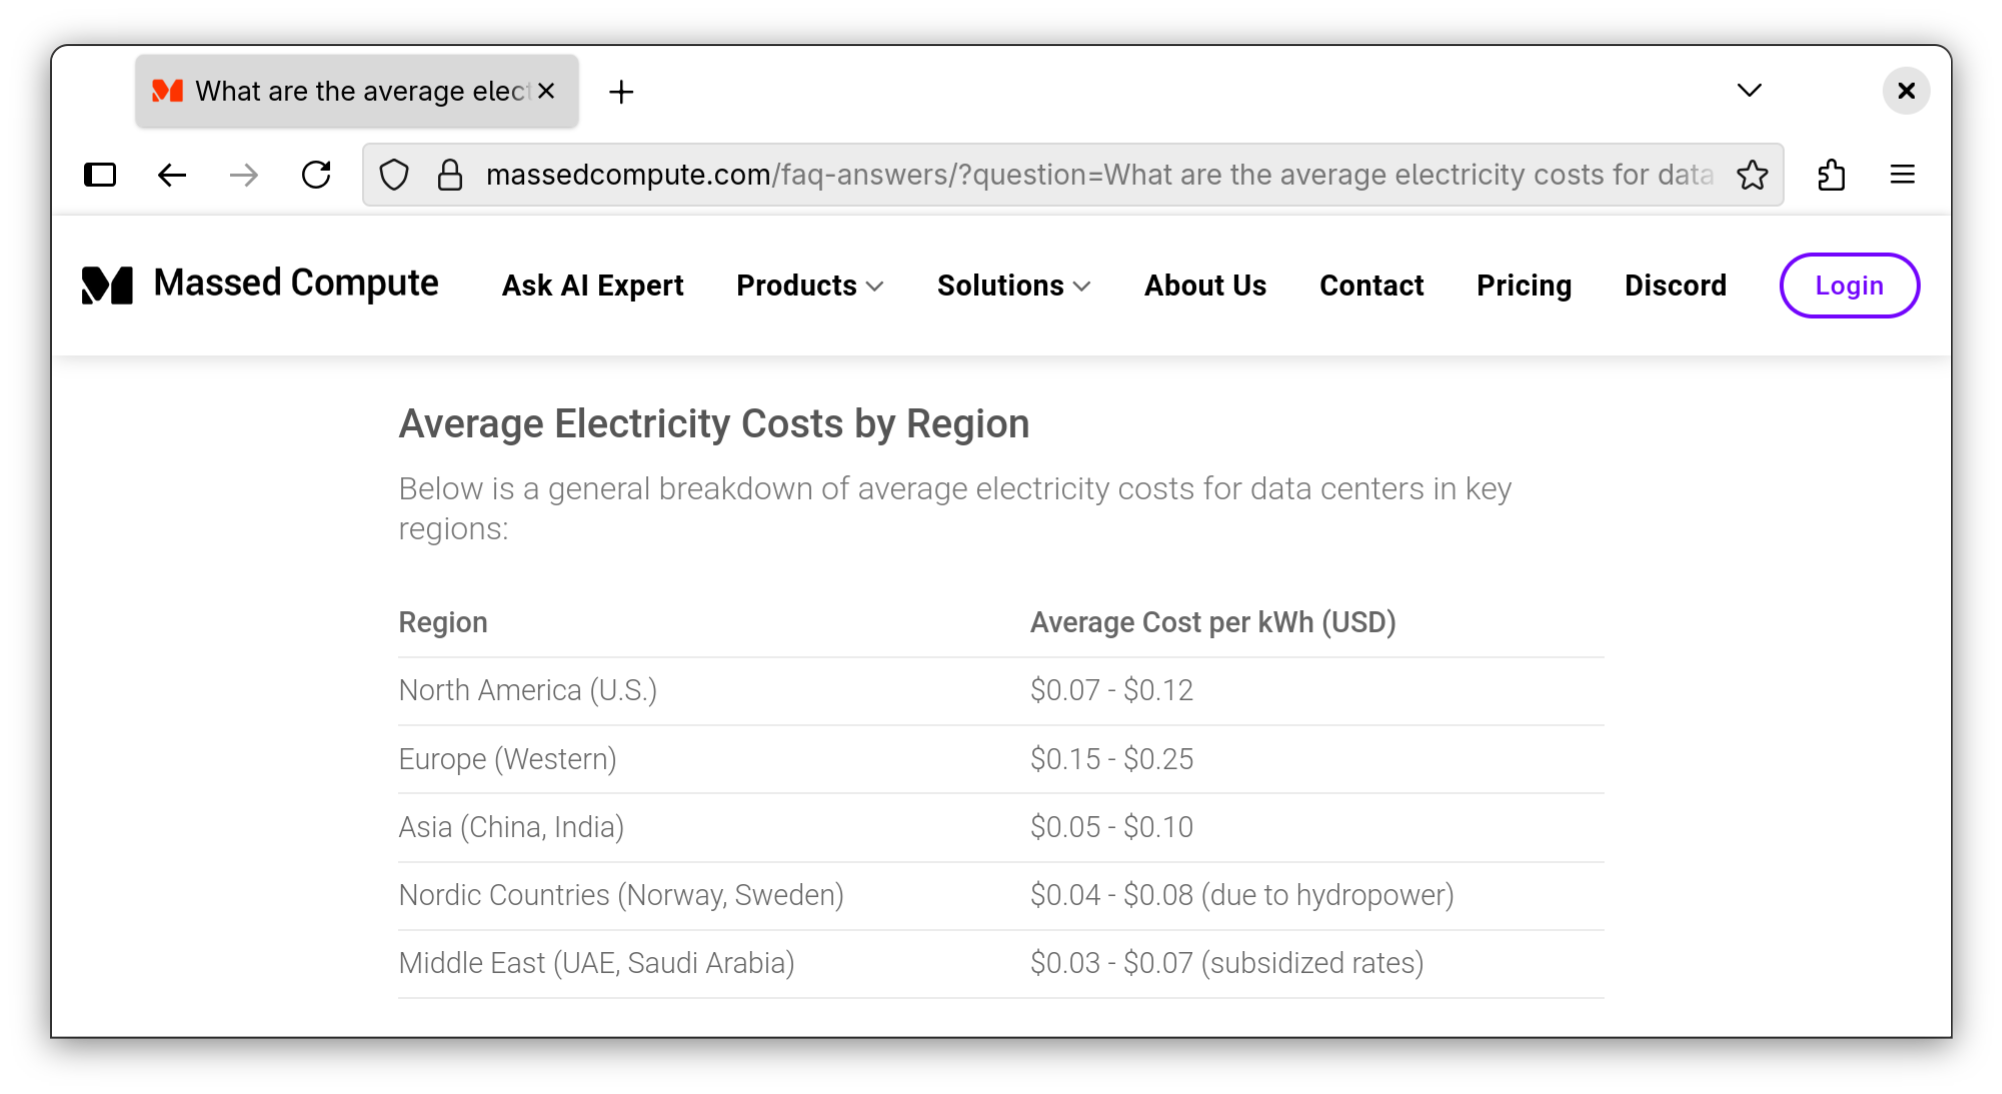 What are the average elect
massedcompute.com/faq-answers/?question=What are the average electricity costs for data
Massed Compute
Ask AI Expert
Products
Solutions
About Us
Contact
Pricing
Discord
Login
Average Electricity Costs by Region
Below is a general breakdown of average electricity costs for data centers in key
regions:
Region Average Cost per kWh (USD)
North America (U.S.) $0.07 - $0.12
Europe (Western) $0.15 - $0.25
Asia (China, India) $0.05 - $0.10
Nordic Countries (Norway, Sweden) $0.04 - $0.08 (due to hydropower)
Middle East (UAE, Saudi Arabia) $0.03 - $0.07 (subsidized rates)